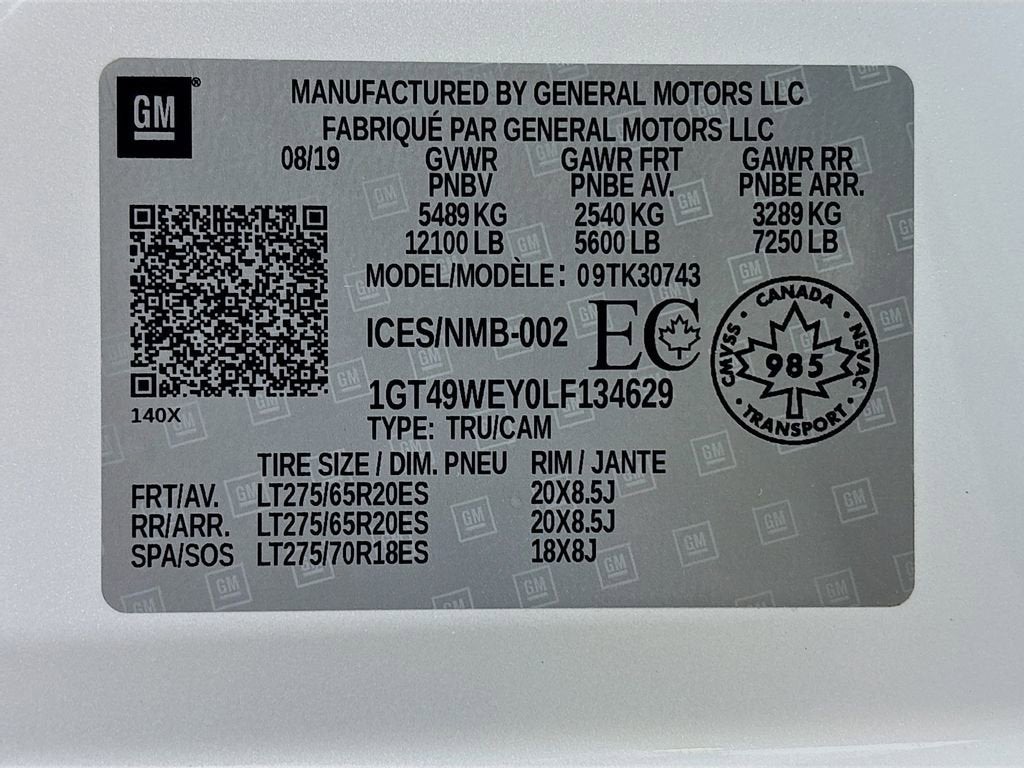 GM®
MANUFACTURED BY GENERAL MOTORS LLC
FABRIQUÉ PAR GENERAL MOTORS LLC
08/19 GVWR GAWR FRT GAWR RR
PNBV PNBE AV. PNBE ARR.
5489 KG 2540 KG 3289 KG
12100 LB 5600 LB 7250 LB
MODEL/MODÈLE: 09TK30743
ICES/NMB-002 EC
CANADA
CMVSS • 985 • NSVAC
• TRANSPORT •
1GT49WEY0LF134629
140X
TYPE: TRU/CAM
TIRE SIZE / DIM. PNEU RIM / JANTE
FRT/AV. LT275/65R20ES 20X8.5J
RR/ARR. LT275/65R20ES 20X8.5J
SPA/SOS LT275/70R18ES 18X8J